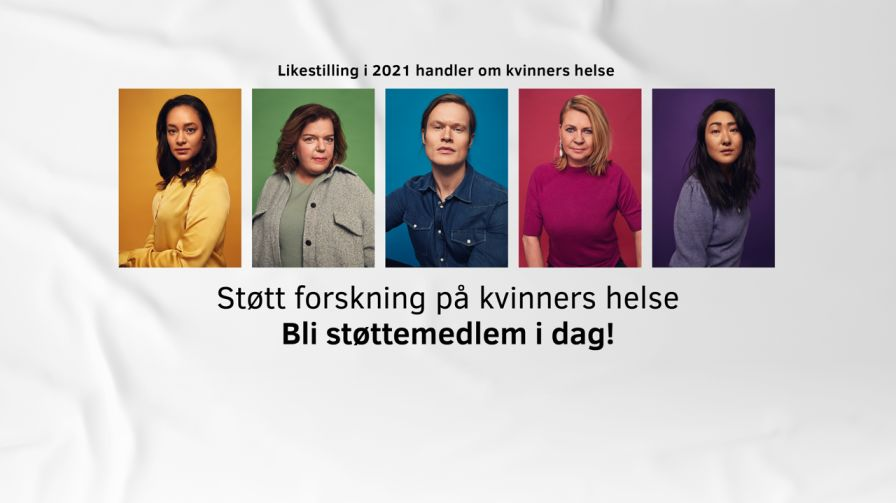 Likestilling i 2021 handler om kvinners helse
Støtt forskning på kvinners helse
Bli støttemedlem i dag!